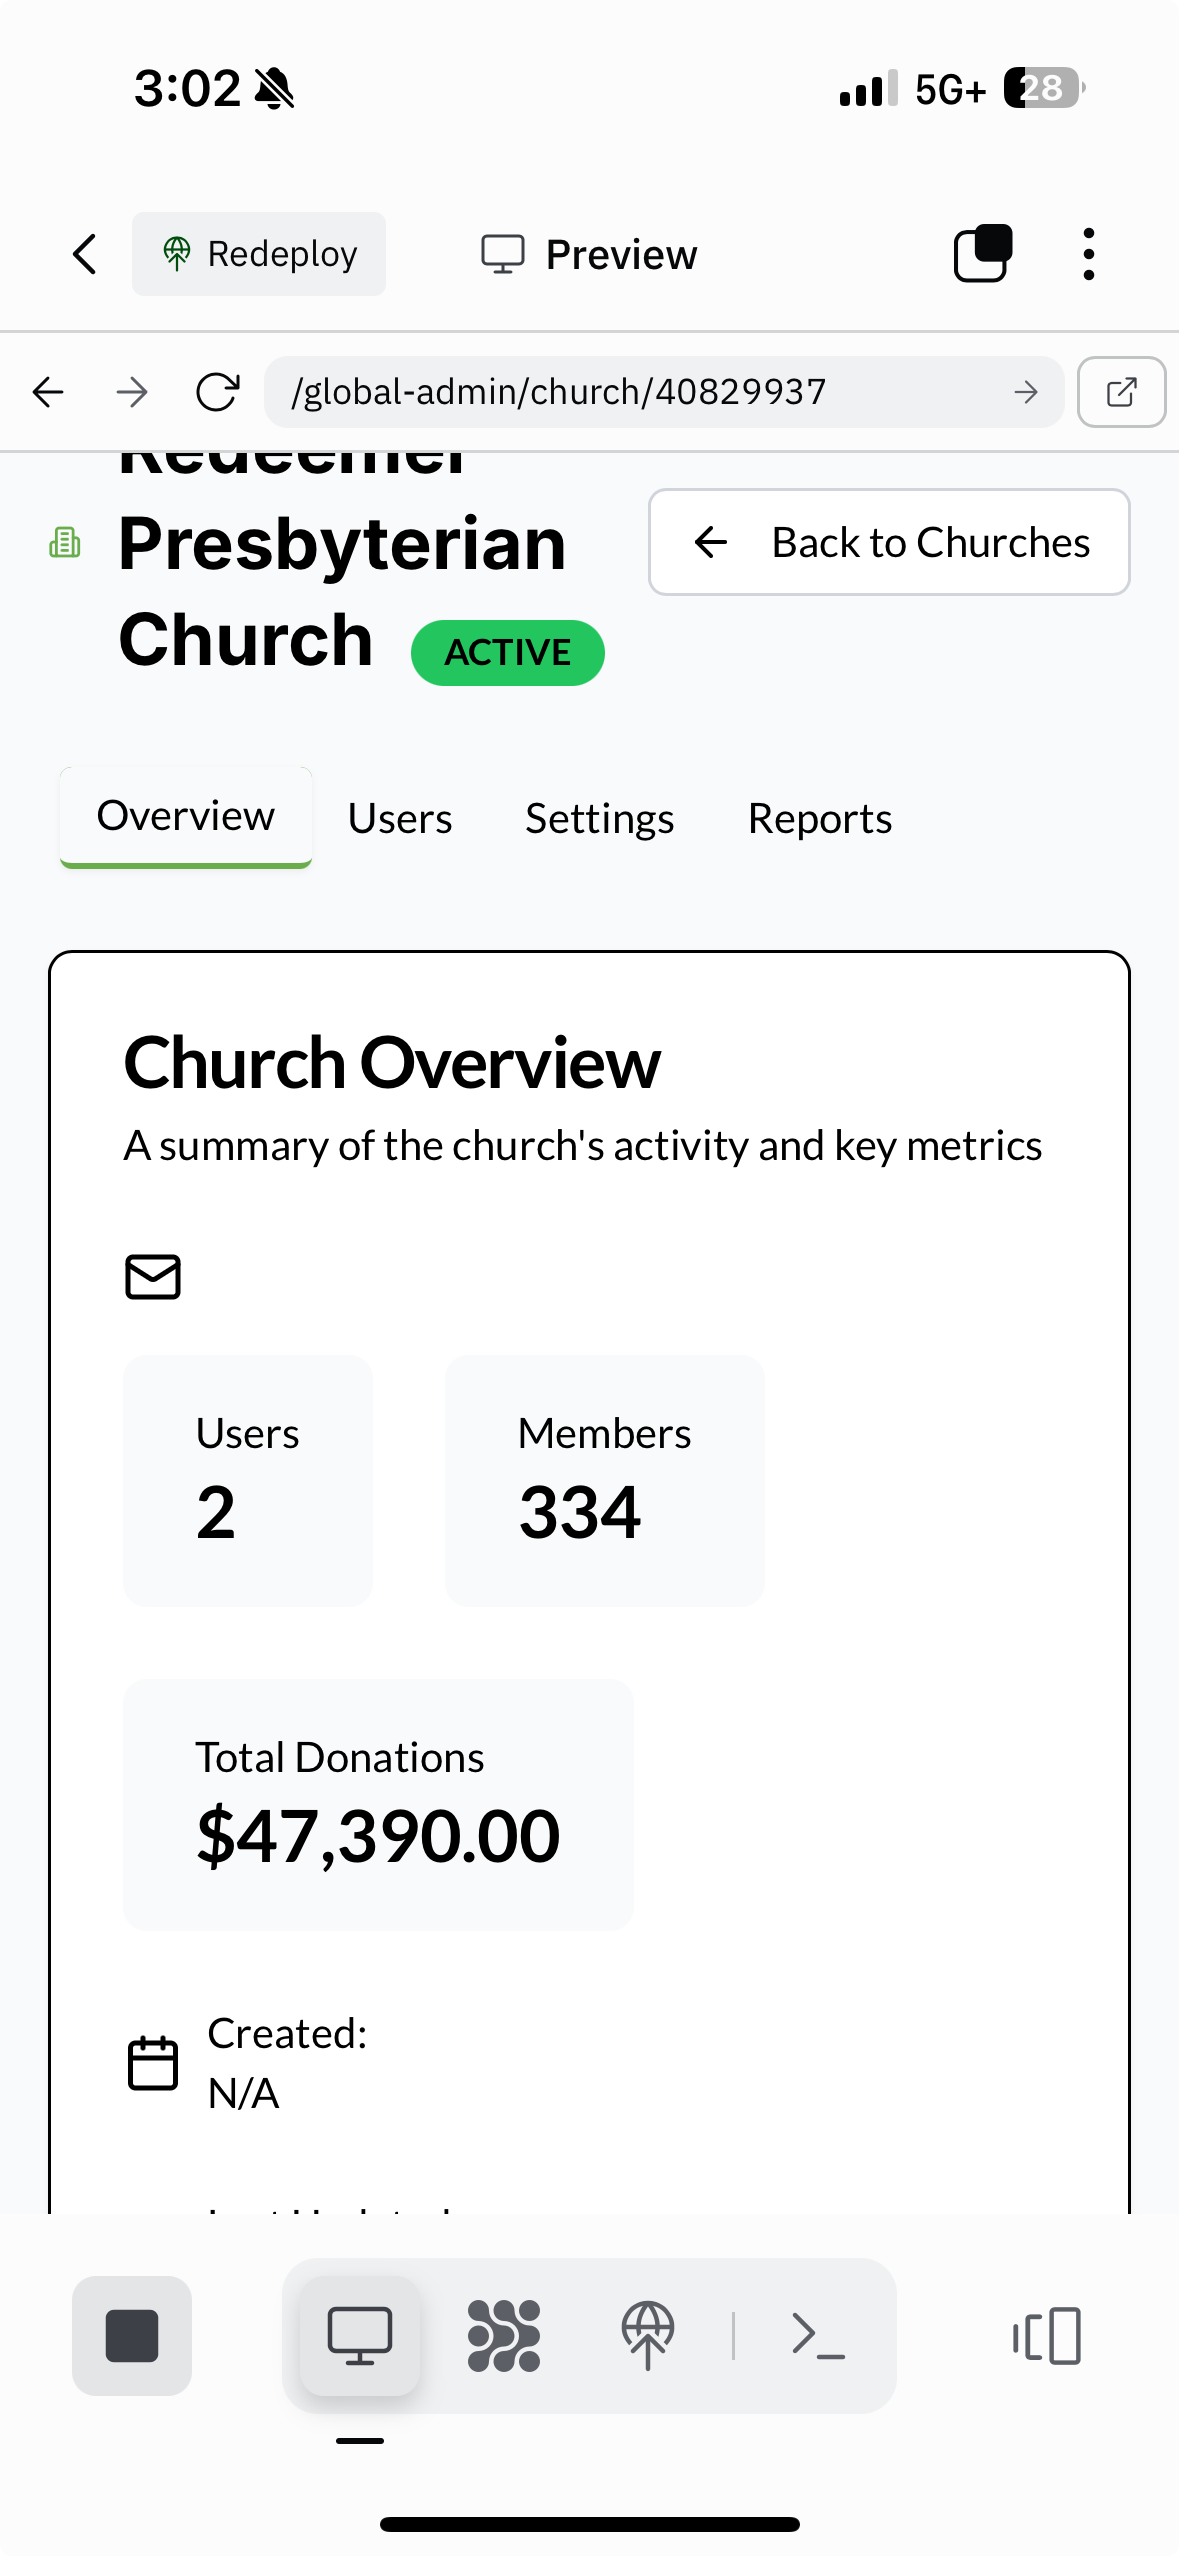 3:02
5G+
28
Redeploy
Preview
/global-admin/church/40829937
Redeemer
Presbyterian
Church
ACTIVE
Back to Churches
Overview
Users
Settings
Reports
Church Overview
A summary of the church's activity and key metrics
Users
2
Members
334
Total Donations
$47,390.00
Created:
N/A